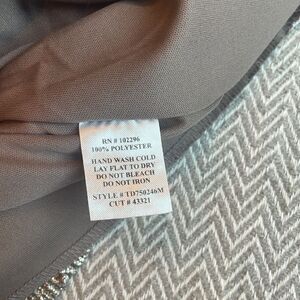 RN # 102296
100% POLYESTER
HAND WASH COLD
LAY FLAT TO DRY
DO NOT BLEACH
DO NOT IRON
STYLE # TD750246M
CUT # 43321